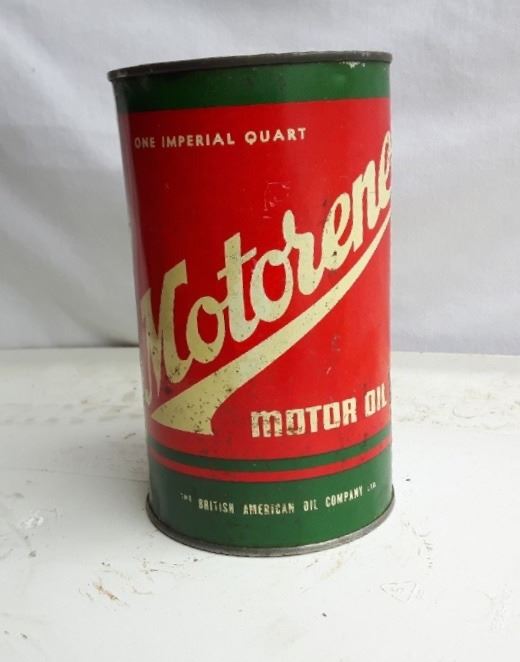 ONE IMPERIAL QUART
Motorene
MOTOR OIL
THE BRITISH AMERICAN OIL COMPANY LTD.